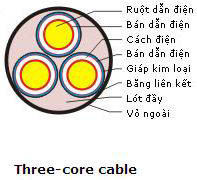 Ruột dẫn điện
Bán dẫn điện
Cách điện
Bán dẫn điện
Giáp kim loại
Băng liên kết
Lót đầy
Vỏ ngoài
Three-core cable